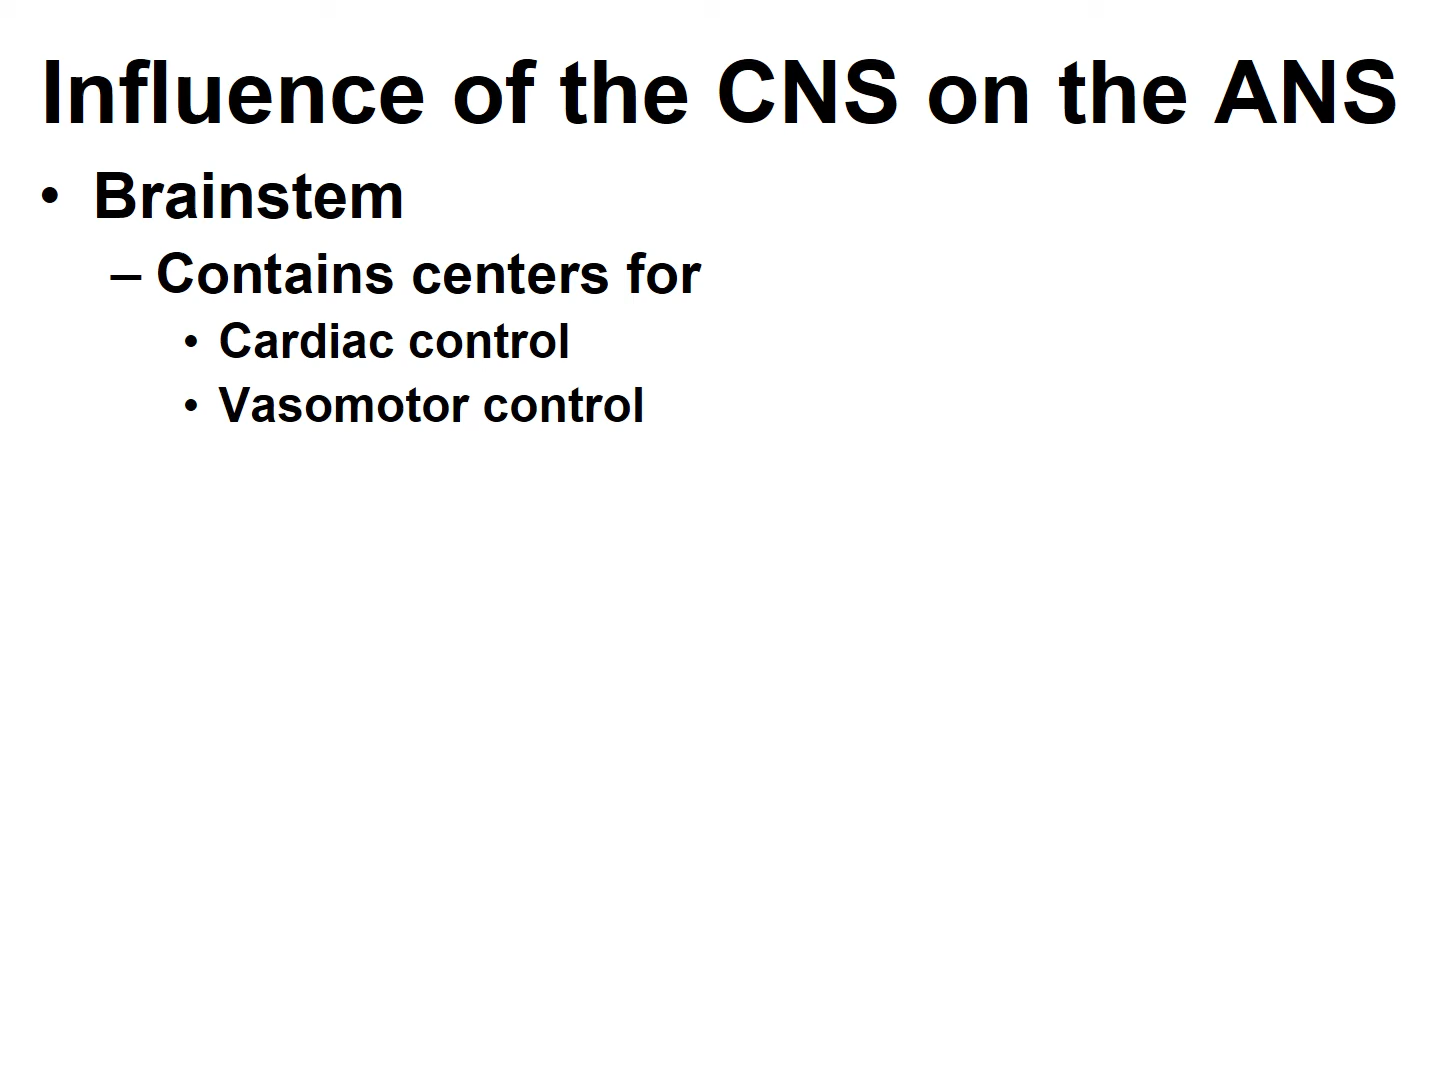 Influence of the CNS on the ANS
• Brainstem
– Contains centers for
• Cardiac control
• Vasomotor control